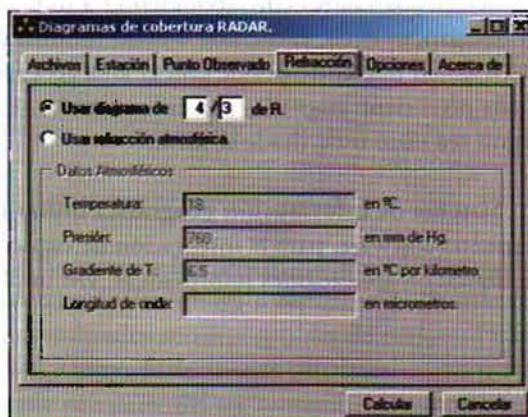 Diagramas de cobertura RADAR.
Archivos Estación Punto Observado Refracción Opciones Acerca de
Usar diagrama de 4 / 3 de R.
Usar refracción atmosférica.
Datos Atmosféricos
Temperatura: 18 en ºC.
Presión: 760 en mm de Hg.
Gradiente de T.: 6.5 en ºC por kilometro
Longitud de onda: en micrometros.
Calcular Cancelar